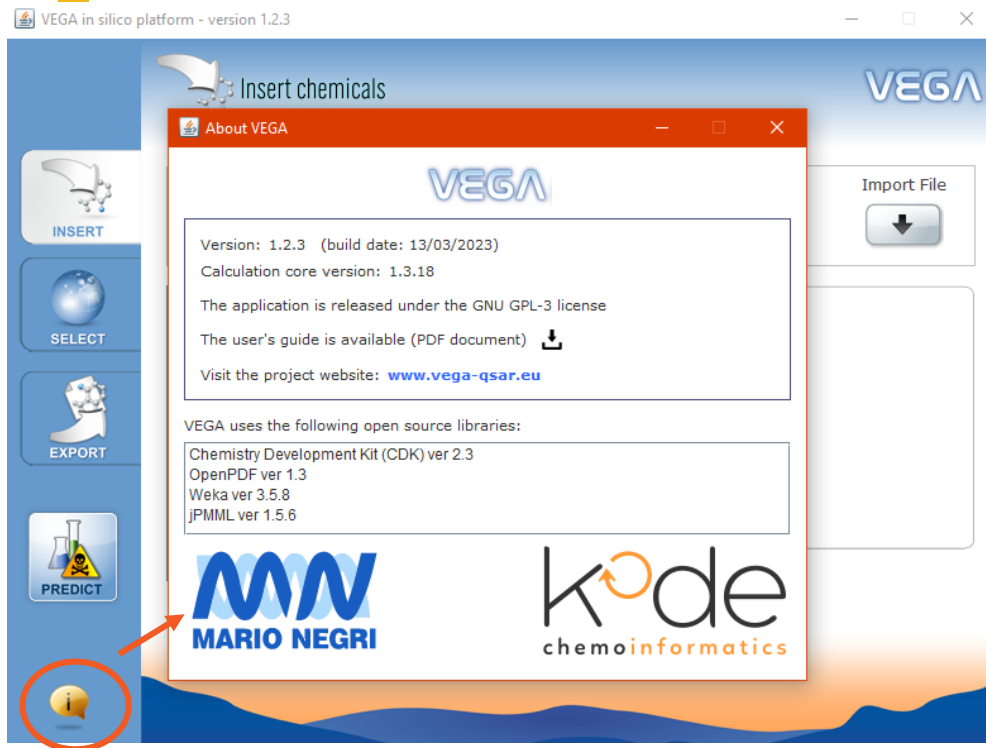 VEGA in silico platform - version 1.2.3
Insert chemicals
VEGA
About VEGA
VEGA
Import File
INSERT
Version: 1.2.3 (build date: 13/03/2023)
Calculation core version: 1.3.18
The application is released under the GNU GPL-3 license
SELECT
The user's guide is available (PDF document)
Visit the project website: www.vega-qsar.eu
VEGA uses the following open source libraries:
EXPORT
Chemistry Development Kit (CDK) ver 2.3
OpenPDF ver 1.3
Weka ver 3.5.8
jPMML ver 1.5.6
PREDICT
MARIO NEGRI
kode
chemoinformatics
i